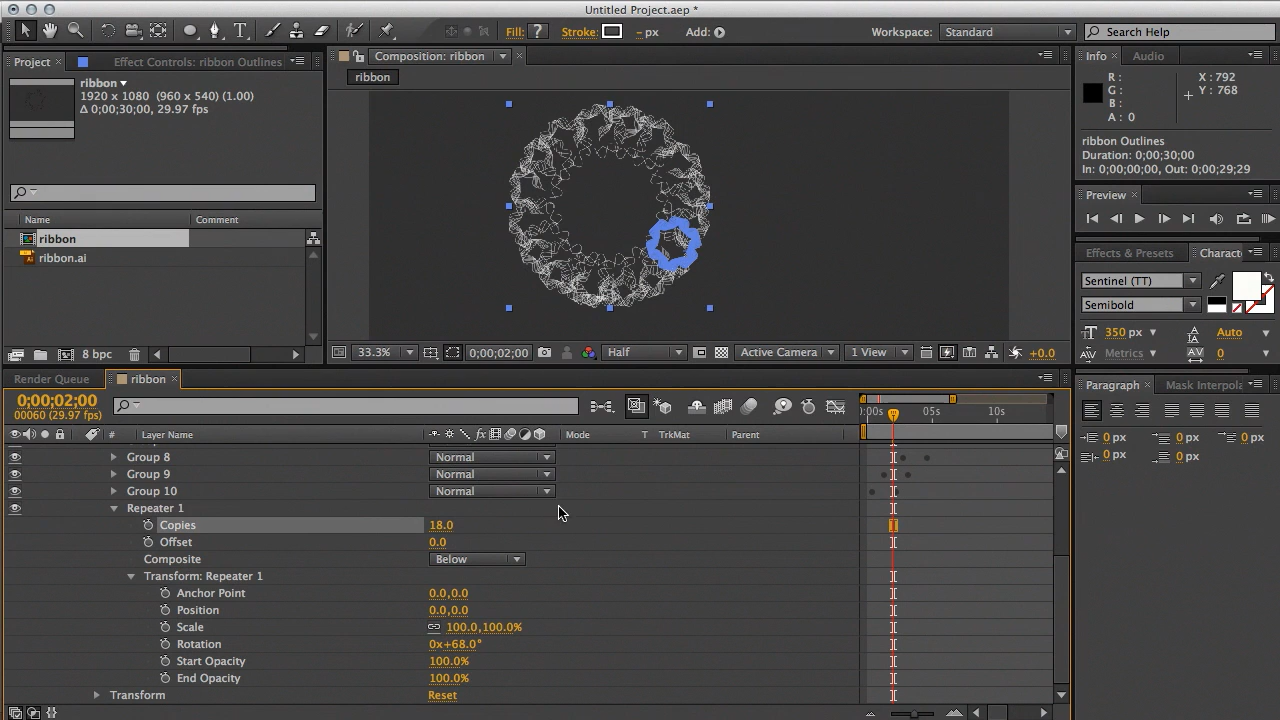 Untitled Project.aep *
Fill: ? Stroke: - px Add:
Workspace: Standard Search Help
Project Effect Controls: ribbon Outlines
ribbon
1920 x 1080 (960 x 540) (1.00)
Δ 0;00;30;00, 29.97 fps
Name Comment
ribbon
ribbon.ai
8 bpc
Composition: ribbon
ribbon
33.3% 0;00;02;00 Half Active Camera 1 View +0.0
Info Audio
R :
G :
B :
A : 0
X : 792
Y : 768
ribbon Outlines
Duration: 0;00;30;00
In: 0;00;00;00, Out: 0;00;29;29
Preview
Effects & Presets Charact
Sentinel (TT)
Semibold
350 px Auto
Metrics 0
Paragraph Mask Interpola
0 px 0 px 0 px
0 px 0 px
Render Queue ribbon
0;00;02;00
00060 (29.97 fps)
0:00s 05s 10s
# Layer Name Mode T TrkMat Parent
Group 8 Normal
Group 9 Normal
Group 10 Normal
Repeater 1
Copies 18.0
Offset 0.0
Composite Below
Transform: Repeater 1
Anchor Point 0.0,0.0
Position 0.0,0.0
Scale 100.0,100.0%
Rotation 0x+68.0°
Start Opacity 100.0%
End Opacity 100.0%
Transform Reset